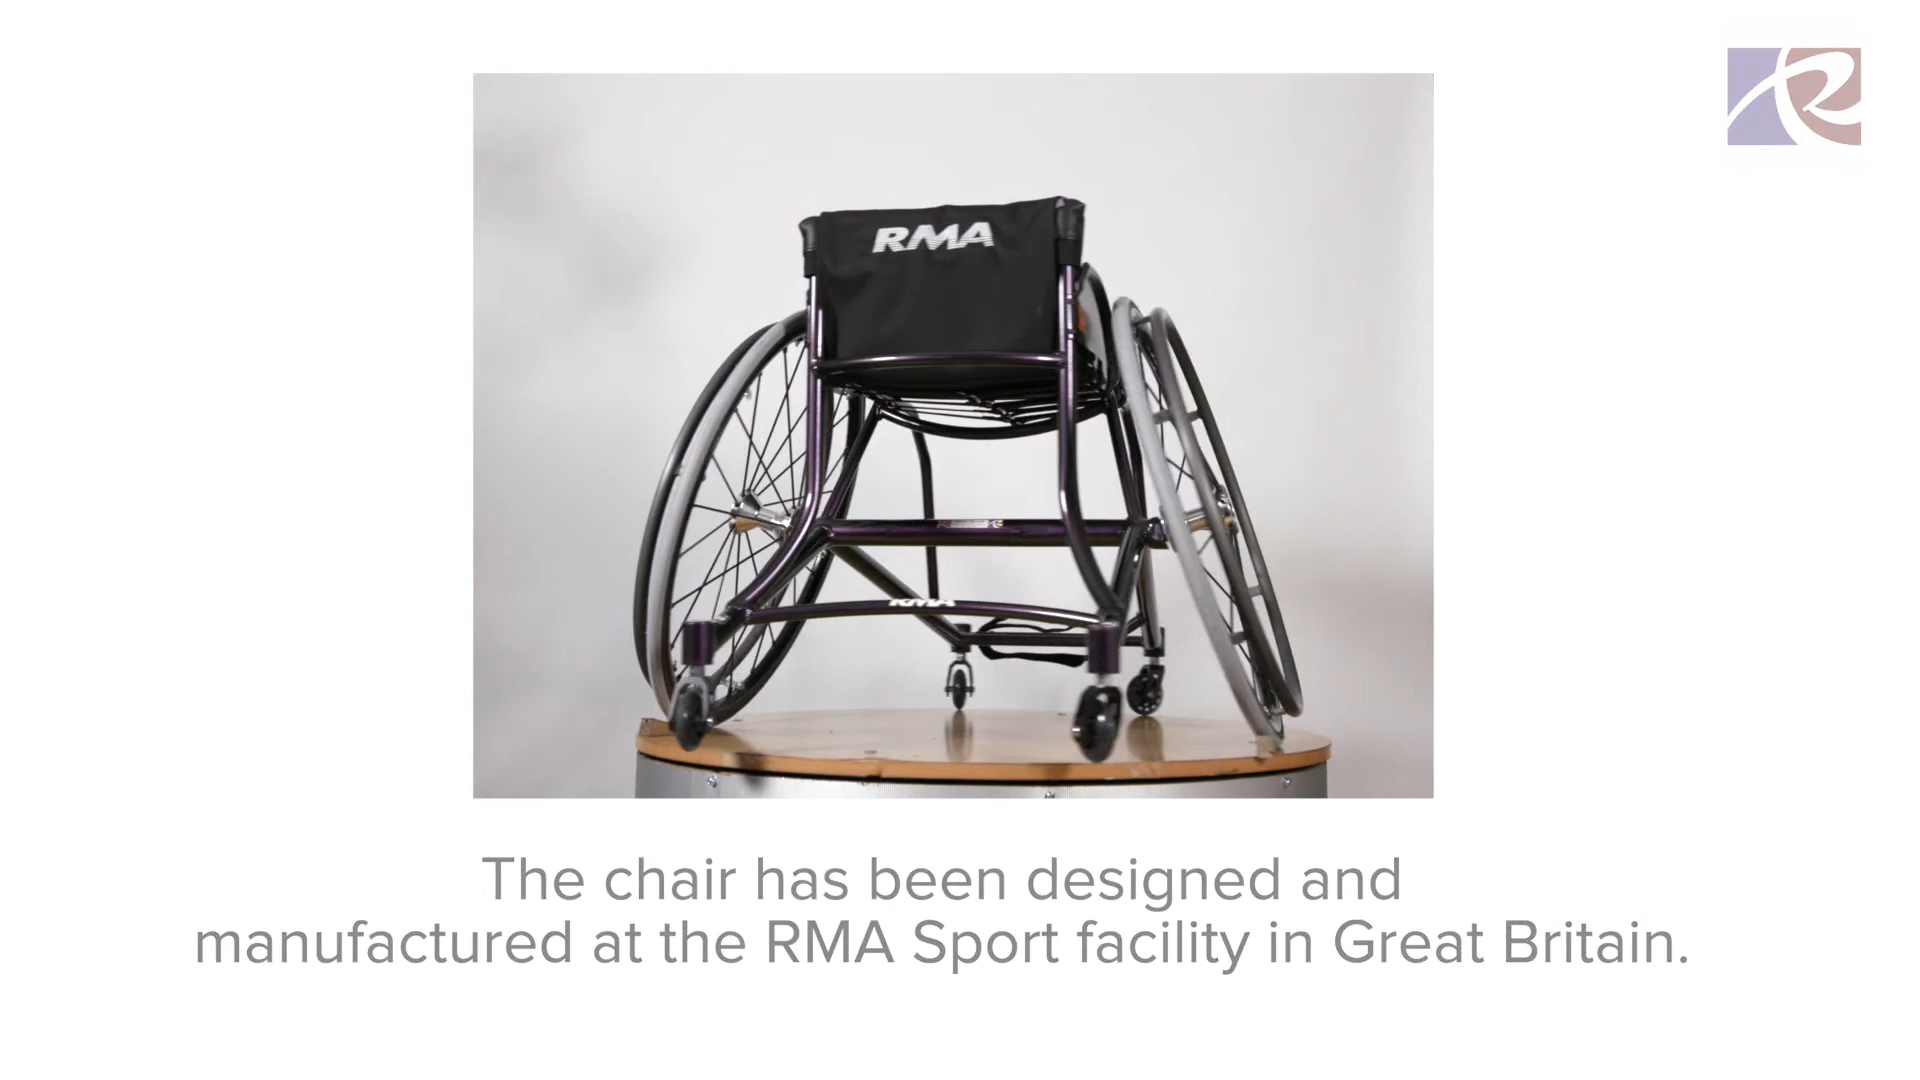 RMA
RMA
The chair has been designed and
manufactured at the RMA Sport facility in Great Britain.